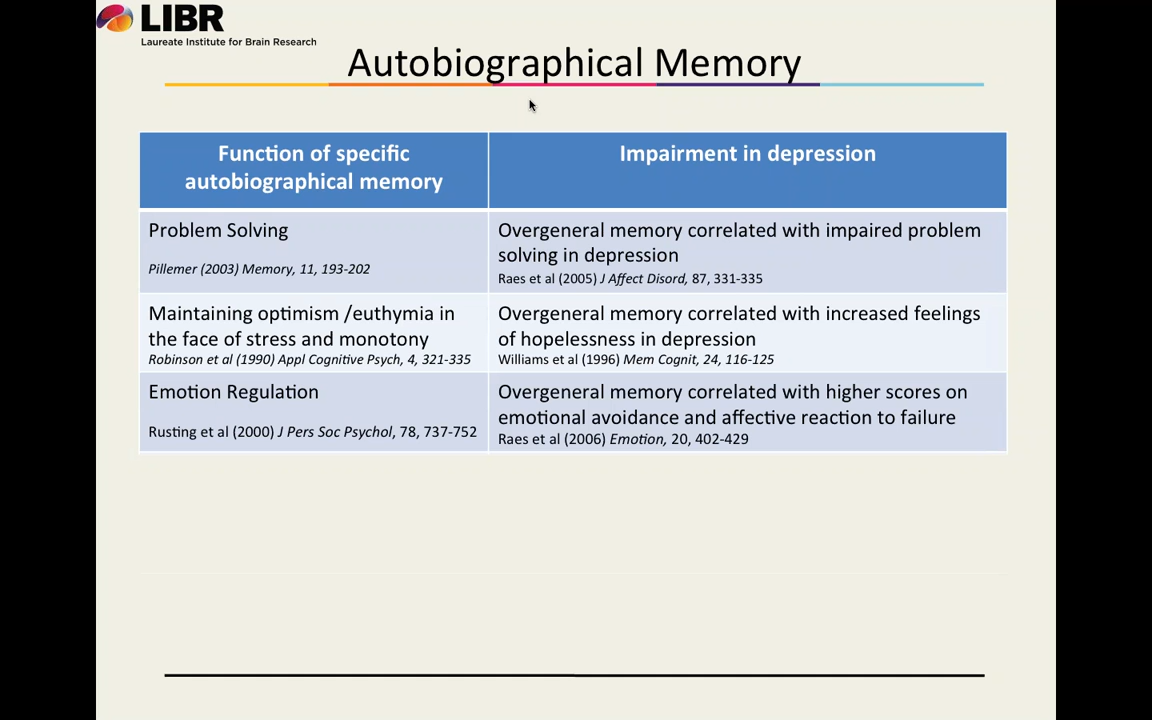 LIBR
Laureate Institute for Brain Research
Autobiographical Memory
Function of specific
autobiographical memory
Impairment in depression
Problem Solving
Pillemer (2003) Memory, 11, 193-202
Overgeneral memory correlated with impaired problem
solving in depression
Raes et al (2005) J Affect Disord, 87, 331-335
Maintaining optimism /euthymia in
the face of stress and monotony
Robinson et al (1990) Appl Cognitive Psych, 4, 321-335
Overgeneral memory correlated with increased feelings
of hopelessness in depression
Williams et al (1996) Mem Cognit, 24, 116-125
Emotion Regulation
Rusting et al (2000) J Pers Soc Psychol, 78, 737-752
Overgeneral memory correlated with higher scores on
emotional avoidance and affective reaction to failure
Raes et al (2006) Emotion, 20, 402-429